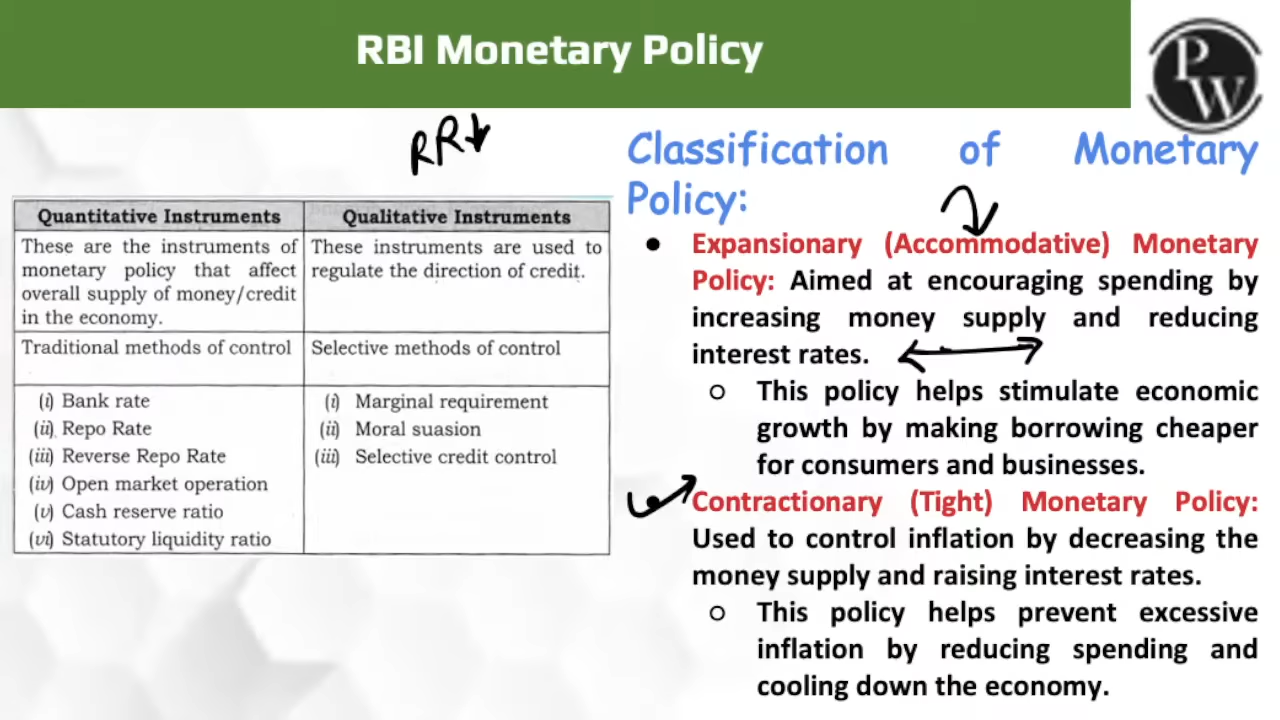 RBI Monetary Policy
PW
RR↓
Quantitative Instruments
Qualitative Instruments
These are the instruments of
monetary policy that affect
overall supply of money/credit
in the economy.
These instruments are used to
regulate the direction of credit.
Traditional methods of control
Selective methods of control
(i) Bank rate
(ii) Repo Rate
(iii) Reverse Repo Rate
(iv) Open market operation
(v) Cash reserve ratio
(vi) Statutory liquidity ratio
(i) Marginal requirement
(ii) Moral suasion
(iii) Selective credit control
Classification of Monetary
Policy:
● Expansionary (Accommodative) Monetary
Policy: Aimed at encouraging spending by
increasing money supply and reducing
interest rates.
○ This policy helps stimulate economic
growth by making borrowing cheaper
for consumers and businesses.
● Contractionary (Tight) Monetary Policy:
Used to control inflation by decreasing the
money supply and raising interest rates.
○ This policy helps prevent excessive
inflation by reducing spending and
cooling down the economy.